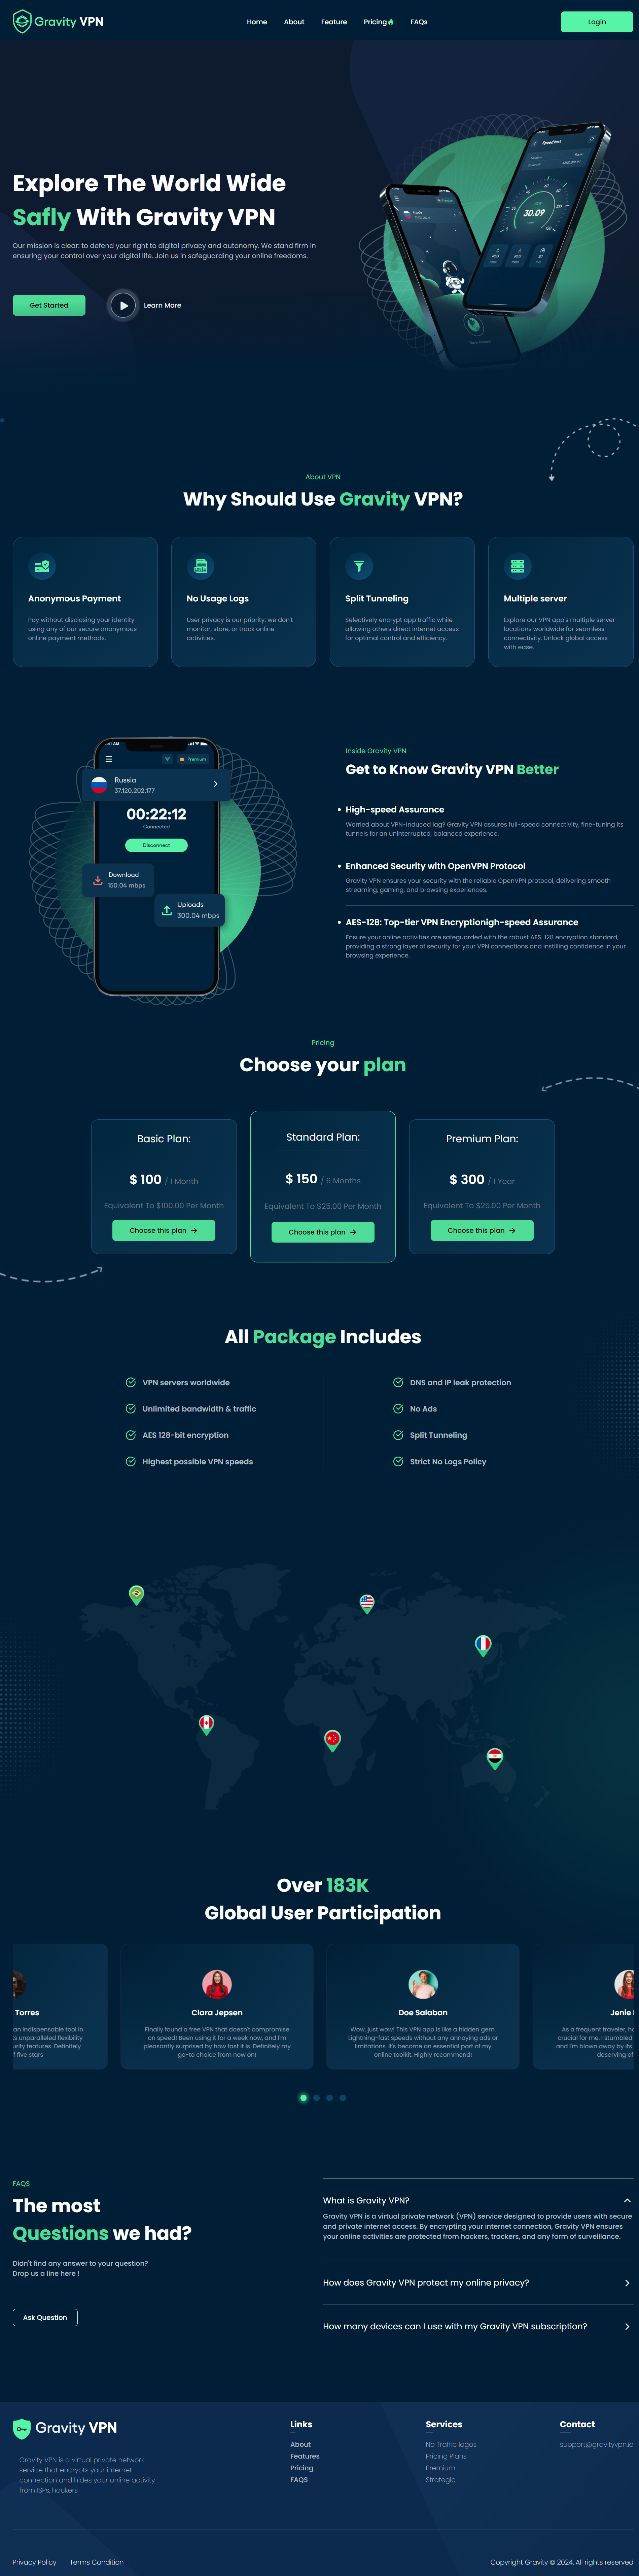 Gravity VPN
Home
About
Feature
Pricing
FAQs
Login
Explore The World Wide
Safly With Gravity VPN
Our mission is clear: to defend your right to digital privacy and autonomy. We stand firm in
ensuring your control over your digital life. Join us in safeguarding your online freedoms.
Get Started
Learn More
Speed test
Russia
30.09
About VPN
Why Should Use Gravity VPN?
Anonymous Payment
Pay without disclosing your identity
using any of our secure anonymous
online payment methods.
No Usage Logs
User privacy is our priority: we don't
monitor, store, or track online
activities.
Split Tunneling
Selectively encrypt app traffic while
allowing others direct internet access
for optimal control and efficiency.
Multiple server
Explore our VPN app's multiple server
locations worldwide for seamless
connectivity. Unlock global access
with ease.
Premium
Russia
37.120.202.177
00:22:12
Connected
Disconnect
Download
150.04 mbps
Uploads
300.04 mbps
Inside Gravity VPN
Get to Know Gravity VPN Better
High-speed Assurance
Worried about VPN-induced lag? Gravity VPN assures full-speed connectivity, fine-tuning its
tunnels for an uninterrupted, balanced experience.
Enhanced Security with OpenVPN Protocol
Gravity VPN ensures your security with the reliable OpenVPN protocol, delivering smooth
streaming, gaming, and browsing experiences.
AES-128: Top-tier VPN Encryptionigh-speed Assurance
Ensure your online activities are safeguarded with the robust AES-128 encryption standard,
providing a strong layer of security for your VPN connections and instilling confidence in your
browsing experience.
Pricing
Choose your plan
Basic Plan:
$ 100 / 1 Month
Equivalent To $100.00 Per Month
Choose this plan
Standard Plan:
$ 150 / 6 Months
Equivalent To $25.00 Per Month
Choose this plan
Premium Plan:
$ 300 / 1 Year
Equivalent To $25.00 Per Month
Choose this plan
All Package Includes
VPN servers worldwide
Unlimited bandwidth & traffic
AES 128-bit encryption
Highest possible VPN speeds
DNS and IP leak protection
No Ads
Split Tunneling
Strict No Logs Policy
Over 183K
Global User Participation
Torres
an indispensable tool in
s unparalleled flexibility
urity features. Definitely
f five stars
Clara Jepsen
Finally found a free VPN that doesn't compromise
on speed! Been using it for a week now, and I'm
pleasantly surprised by how fast it is. Definitely my
go-to choice from now on!
Doe Salaban
Wow, just wow! This VPN app is like a hidden gem.
Lightning-fast speeds without any annoying ads or
limitations. It's become an essential part of my
online toolkit. Highly recommend!
Jenie
As a frequent traveler, h
crucial for me. I stumbled
and I'm blown away by its
deserving of
FAQS
The most
Questions we had?
Didn't find any answer to your question?
Drop us a line here !
Ask Question
What is Gravity VPN?
Gravity VPN is a virtual private network (VPN) service designed to provide users with secure
and private internet access. By encrypting your internet connection, Gravity VPN ensures
your online activities are protected from hackers, trackers, and any form of surveillance.
How does Gravity VPN protect my online privacy?
How many devices can I use with my Gravity VPN subscription?
Gravity VPN
Gravity VPN is a virtual private network
service that encrypts your internet
connection and hides your online activity
from ISPs, hackers
Links
About
Features
Pricing
FAQS
Services
No Traffic logos
Pricing Plans
Premium
Strategic
Contact
support@gravityvpn.io
Privacy Policy
Terms Condition
Copyright Gravity © 2024. All rights reserved